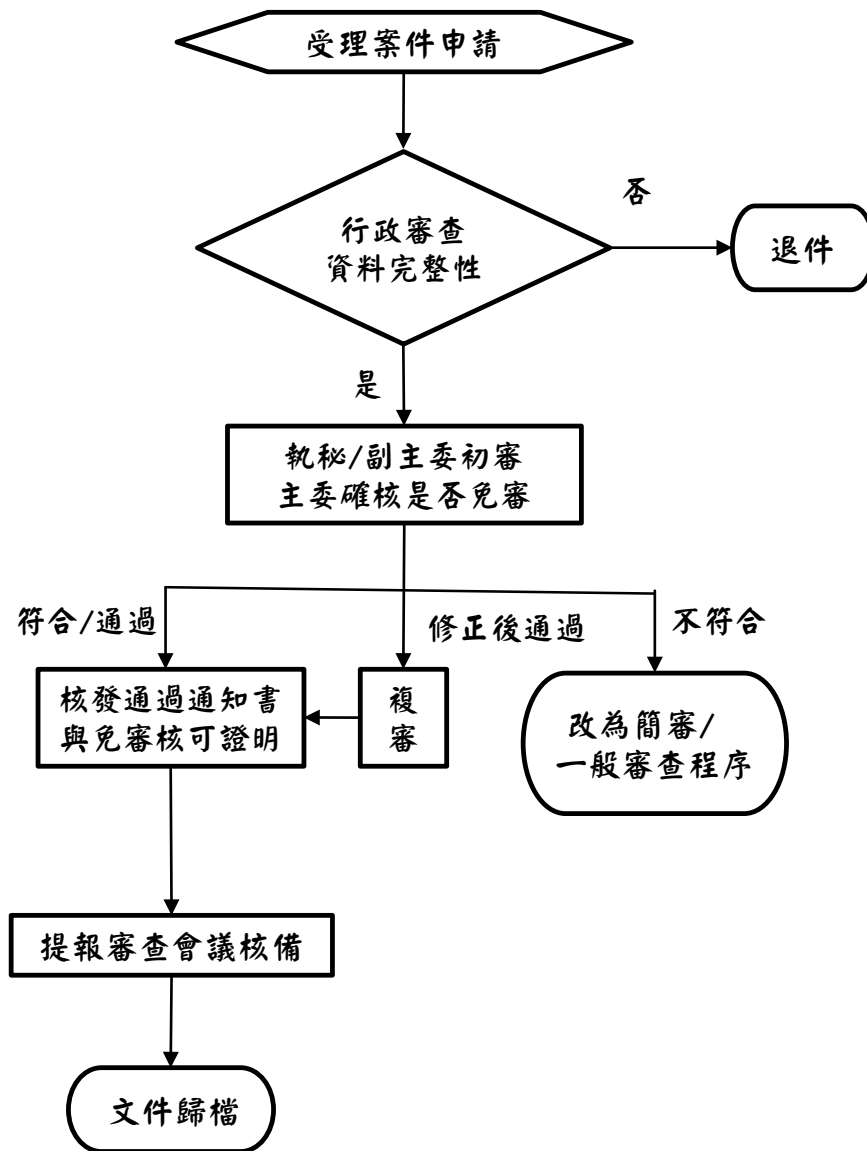 受理案件申請
行政審查
資料完整性
否
退件
是
執秘/副主委初審
主委確核是否免審
符合/通過
修正後通過
不符合
核發通過通知書
與免審核可證明
複
審
改為簡審/
一般審查程序
提報審查會議核備
文件歸檔